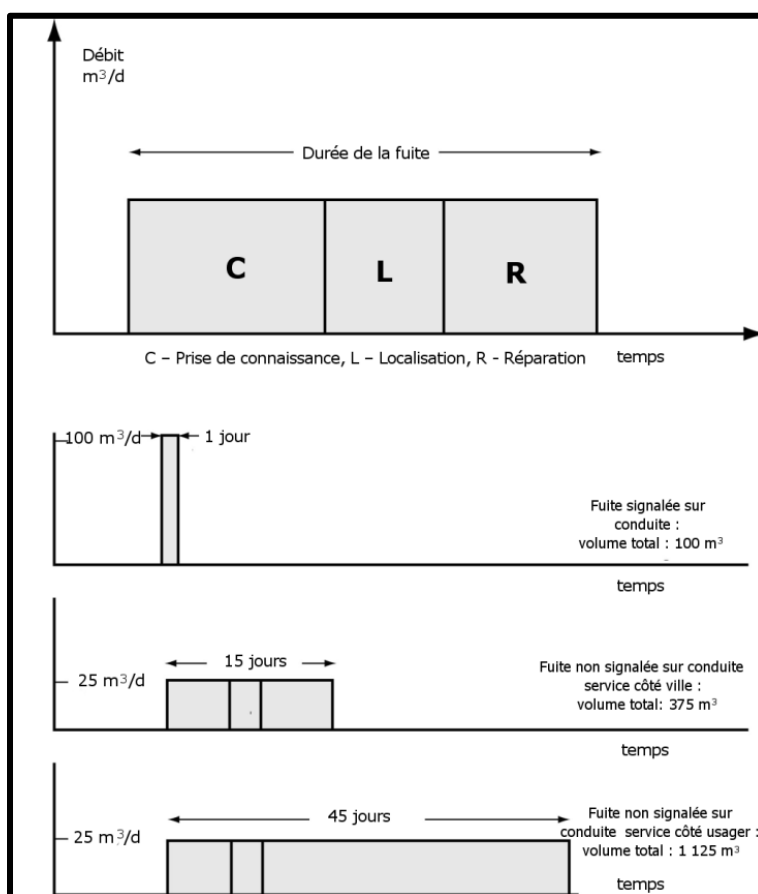 Débit
m³/d
Durée de la fuite
C
L
R
C – Prise de connaissance, L – Localisation, R - Réparation
temps
100 m³/d
1 jour
Fuite signalée sur
conduite :
volume total : 100 m³
temps
25 m³/d
15 jours
Fuite non signalée sur conduite
service côté ville :
volume total: 375 m³
temps
25 m³/d
45 jours
Fuite non signalée sur
conduite service côté usager :
volume total : 1 125 m³
temps